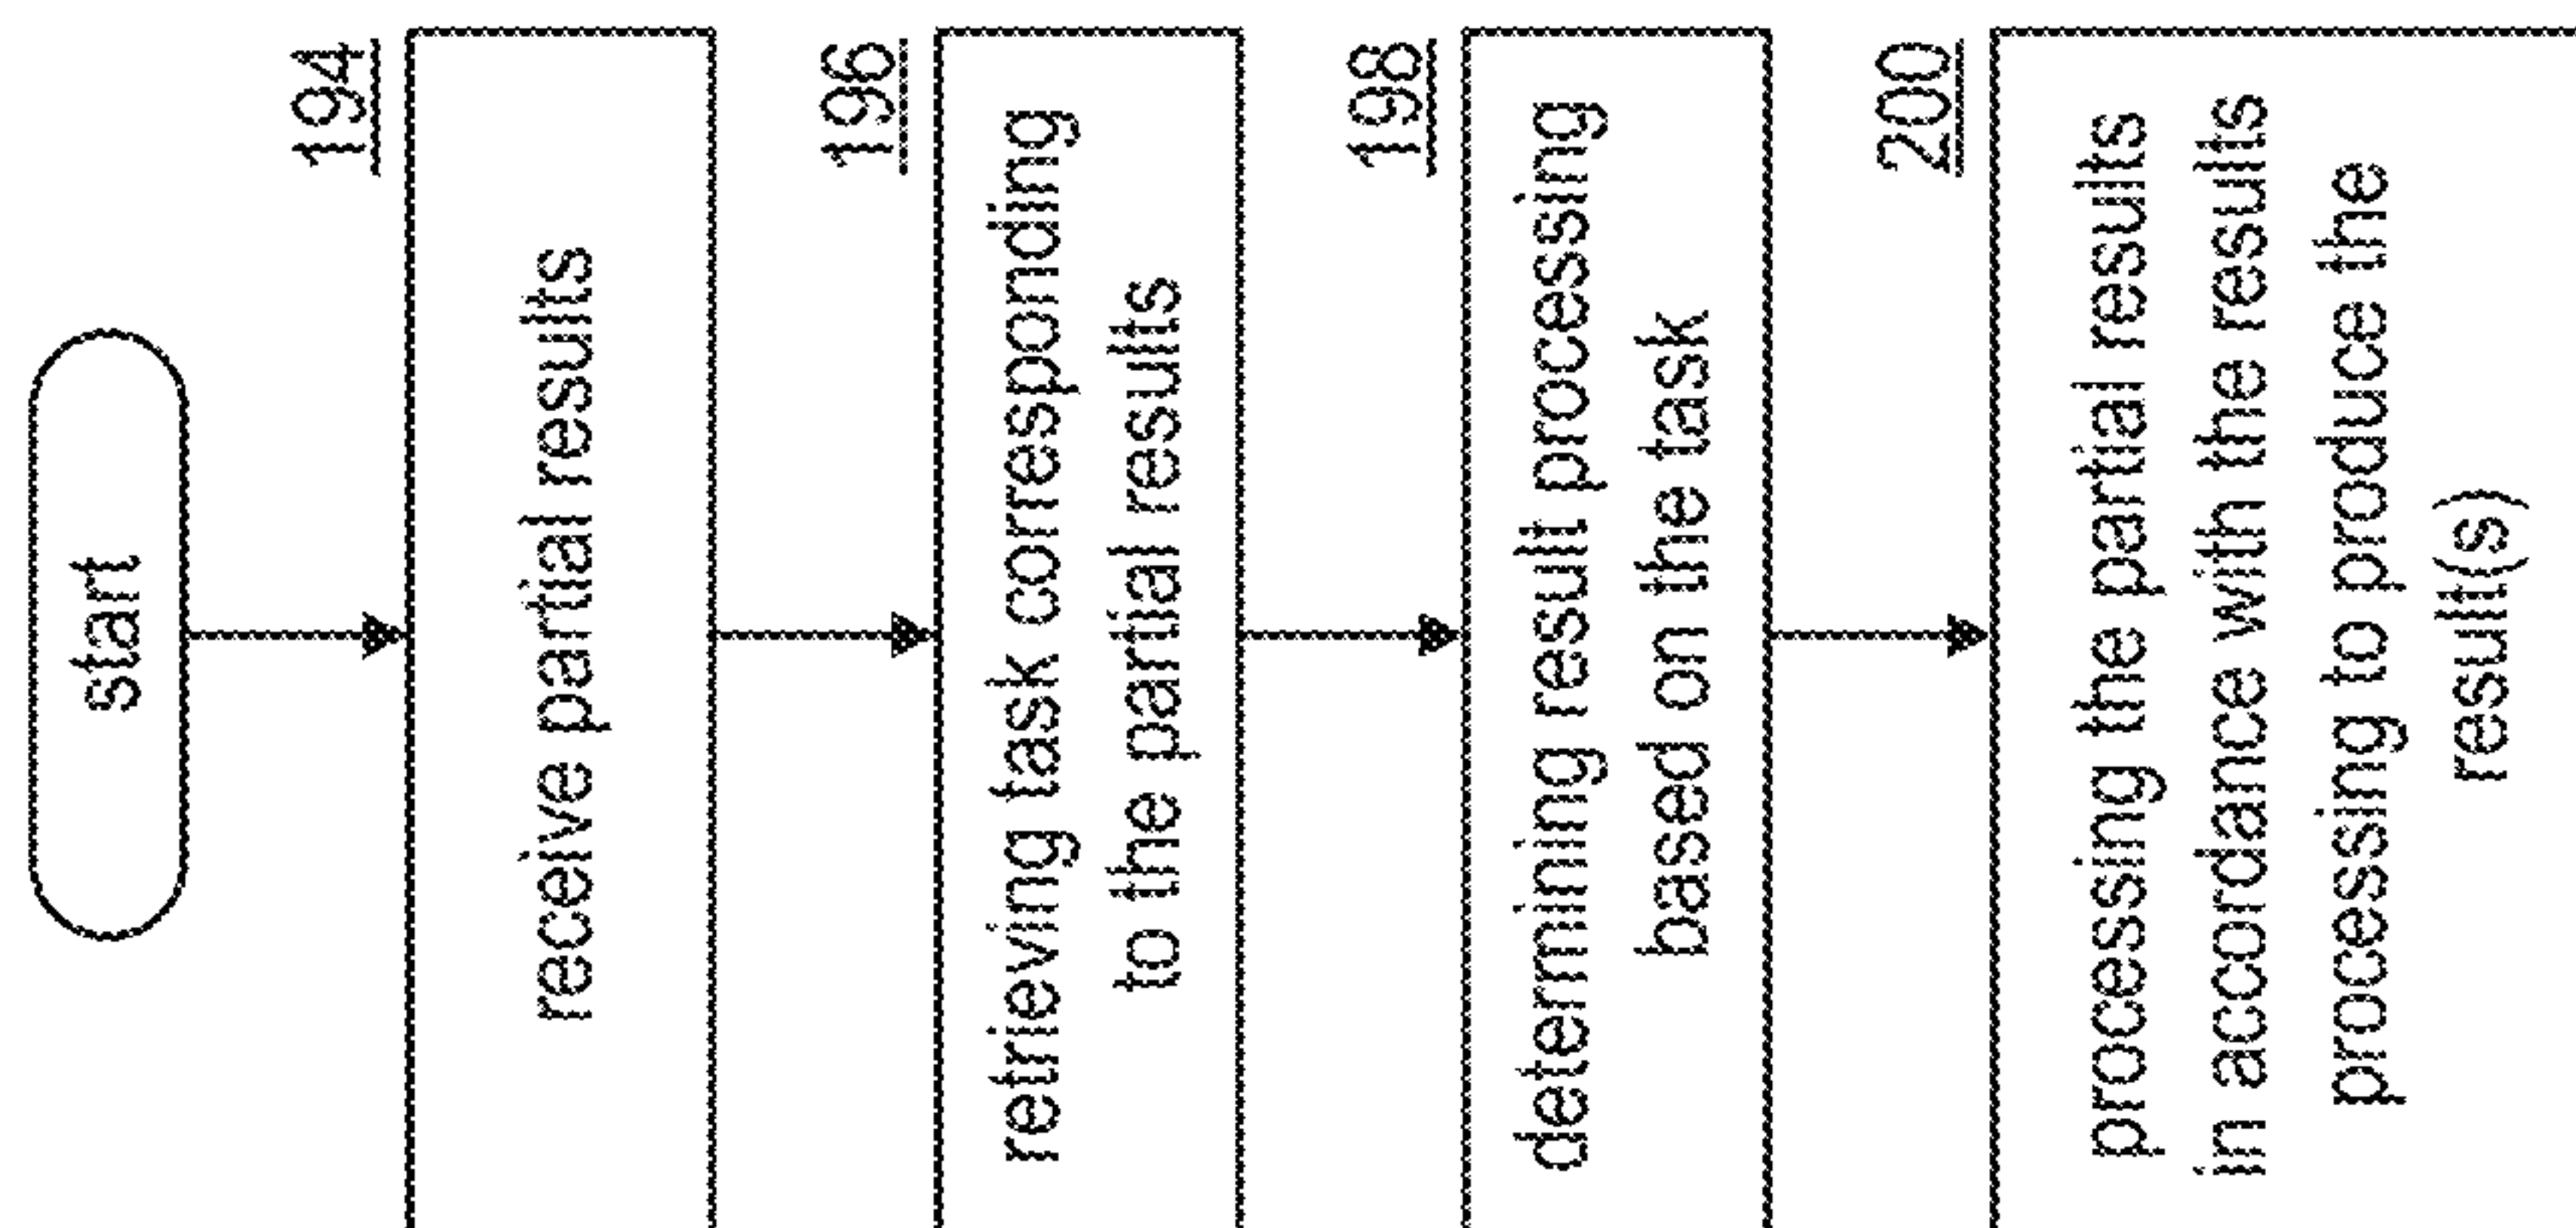 start
194
receive partial results
196
retrieving task corresponding
to the partial results
198
determining result processing
based on the task
200
processing the partial results
in accordance with the results
processing to produce the
result(s)